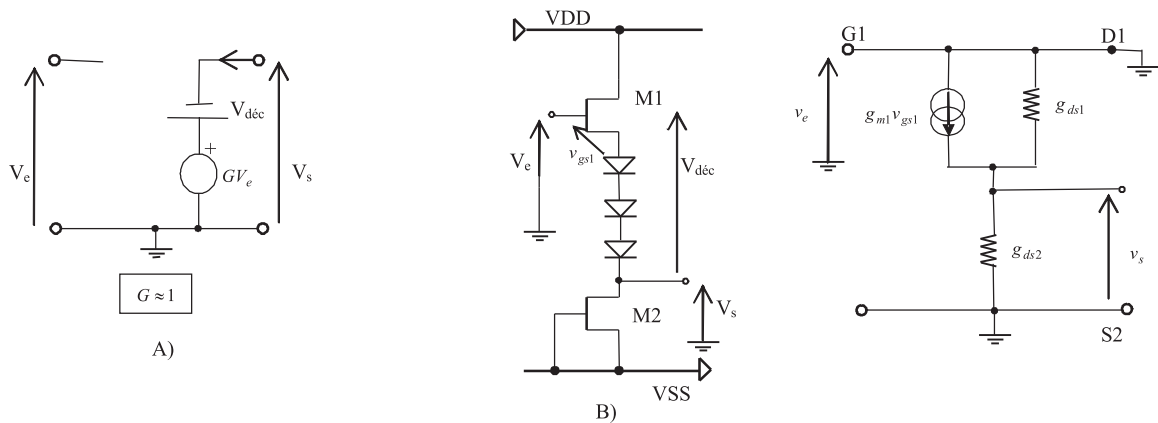 V_e
V_déc
+
GV_e
V_s
G ≈ 1
A)
VDD
M1
V_e
v_gs1
V_déc
M2
V_s
VSS
B)
G1
D1
v_e
g_m1 v_gs1
g_ds1
g_ds2
v_s
S2